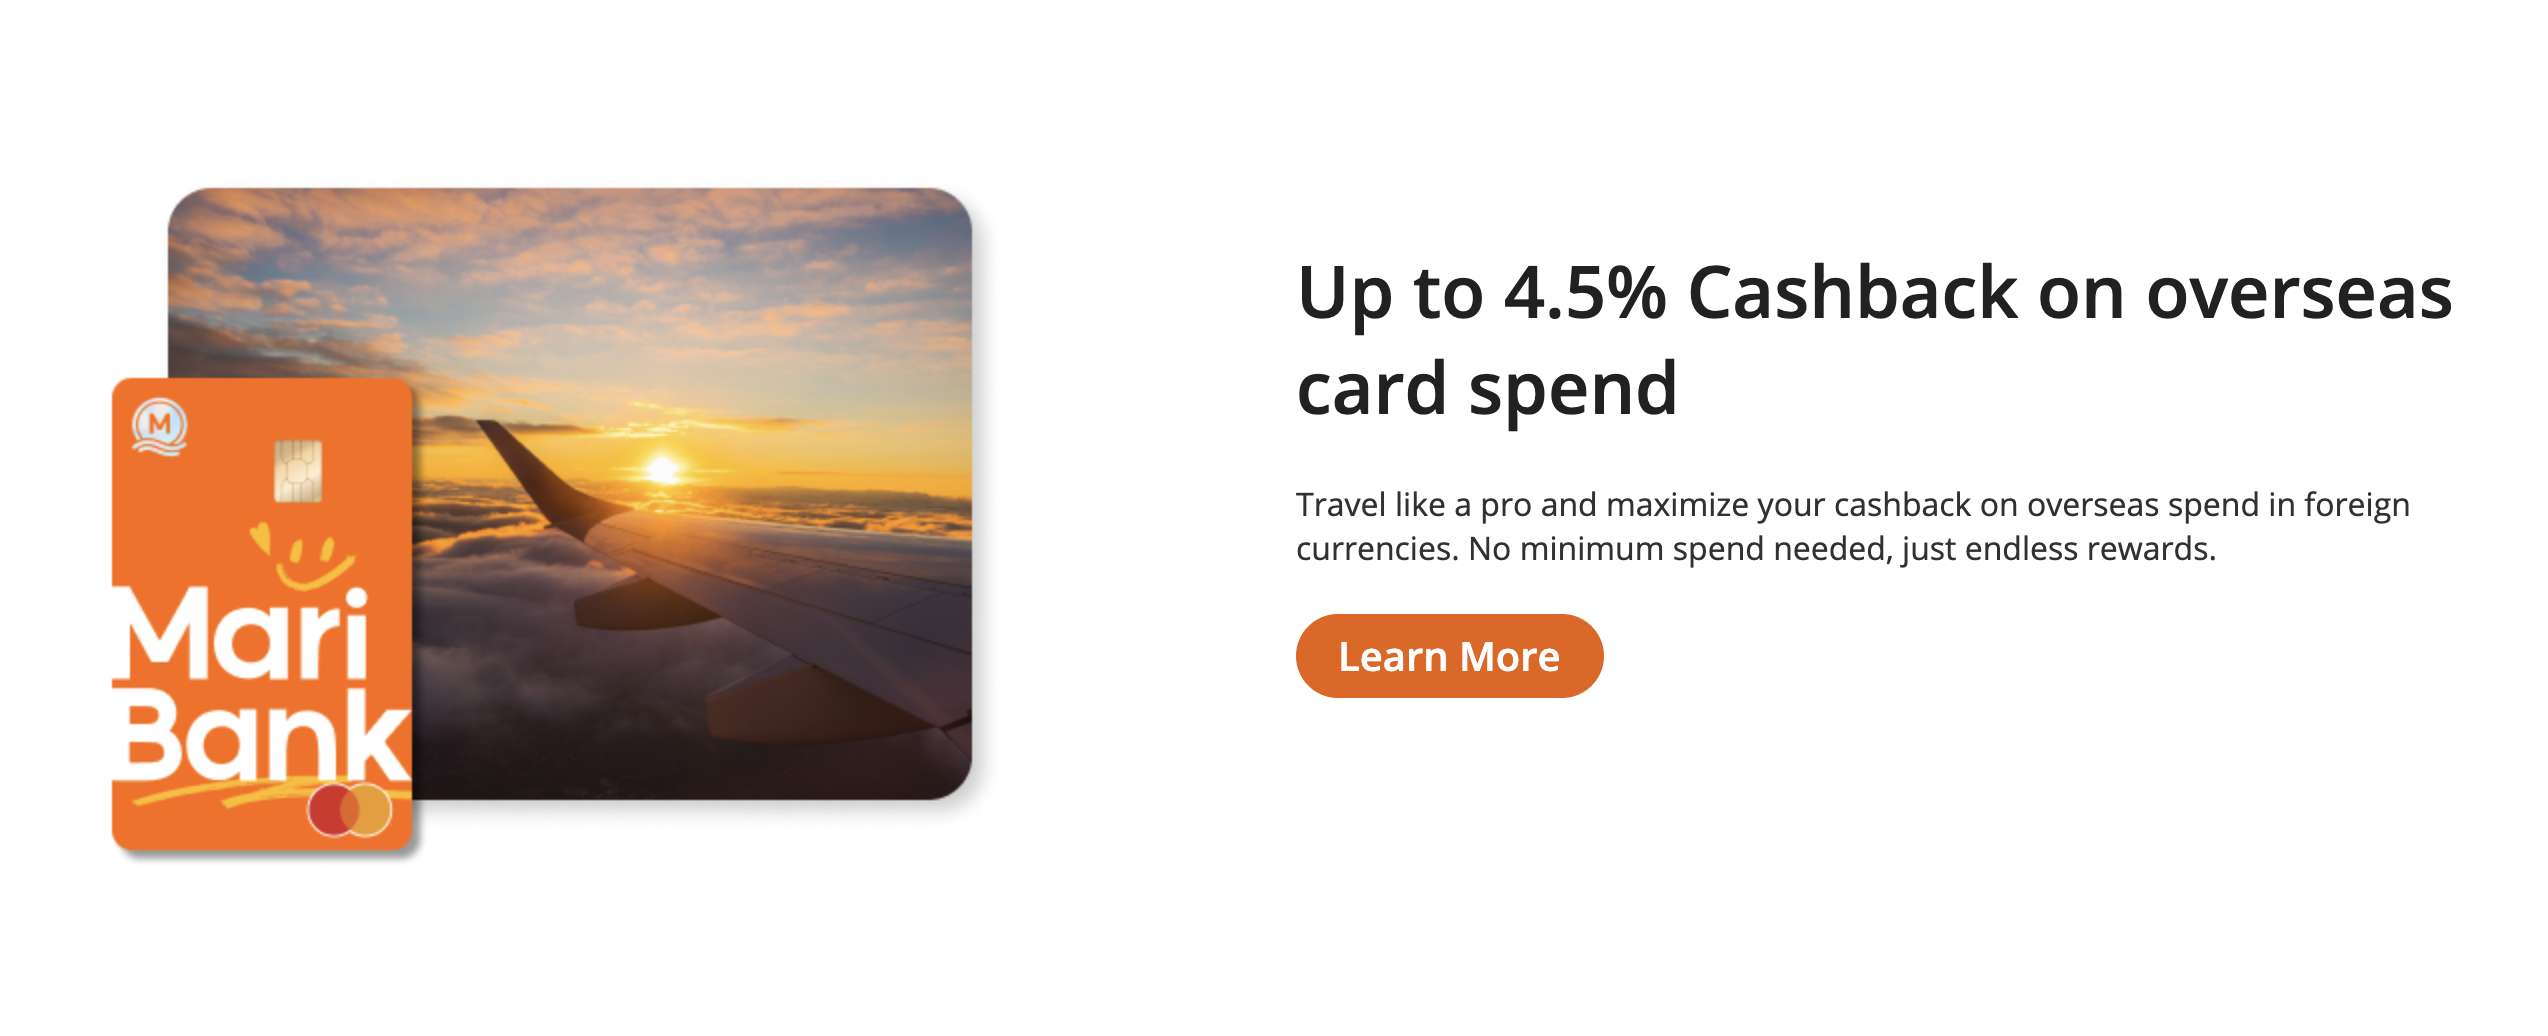 M
Mari
Bank
Up to 4.5% Cashback on overseas
card spend
Travel like a pro and maximize your cashback on overseas spend in foreign
currencies. No minimum spend needed, just endless rewards.
Learn More